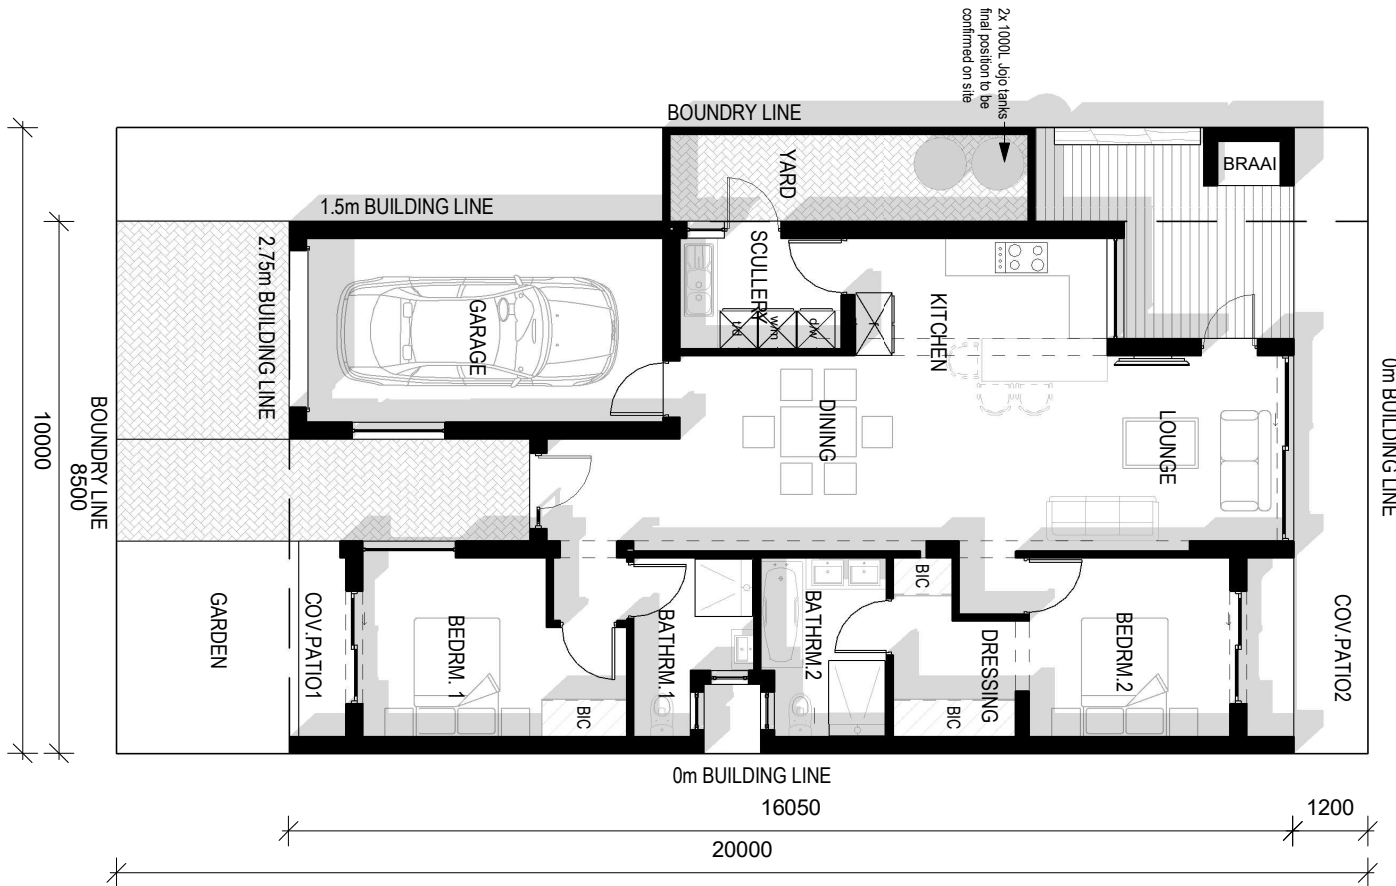 2x 1000L Jojo tanks
final position to be
confirmed on site
BOUNDRY LINE
YARD
BRAAI
1.5m BUILDING LINE
2.75m BUILDING LINE
GARAGE
SCULLERY
t/d
w/m
d/w
f
KITCHEN
DINING
LOUNGE
0m BUILDING LINE
10000
8500
BOUNDRY LINE
GARDEN
COV.PATIO1
BEDRM. 1
BIC
BATHRM.1
BATHRM.2
BIC
BIC
DRESSING
BEDRM.2
COV.PATIO2
0m BUILDING LINE
16050
1200
20000